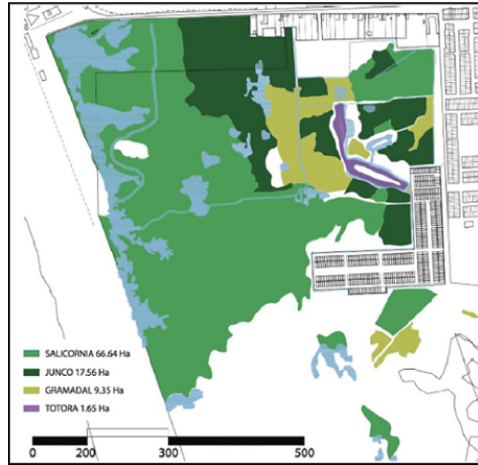 SALICORNIA 66.64 Ha
JUNCO 17.56 Ha
GRAMADAL 9.35 Ha
TOTORA 1.65 Ha
0 200 300 500